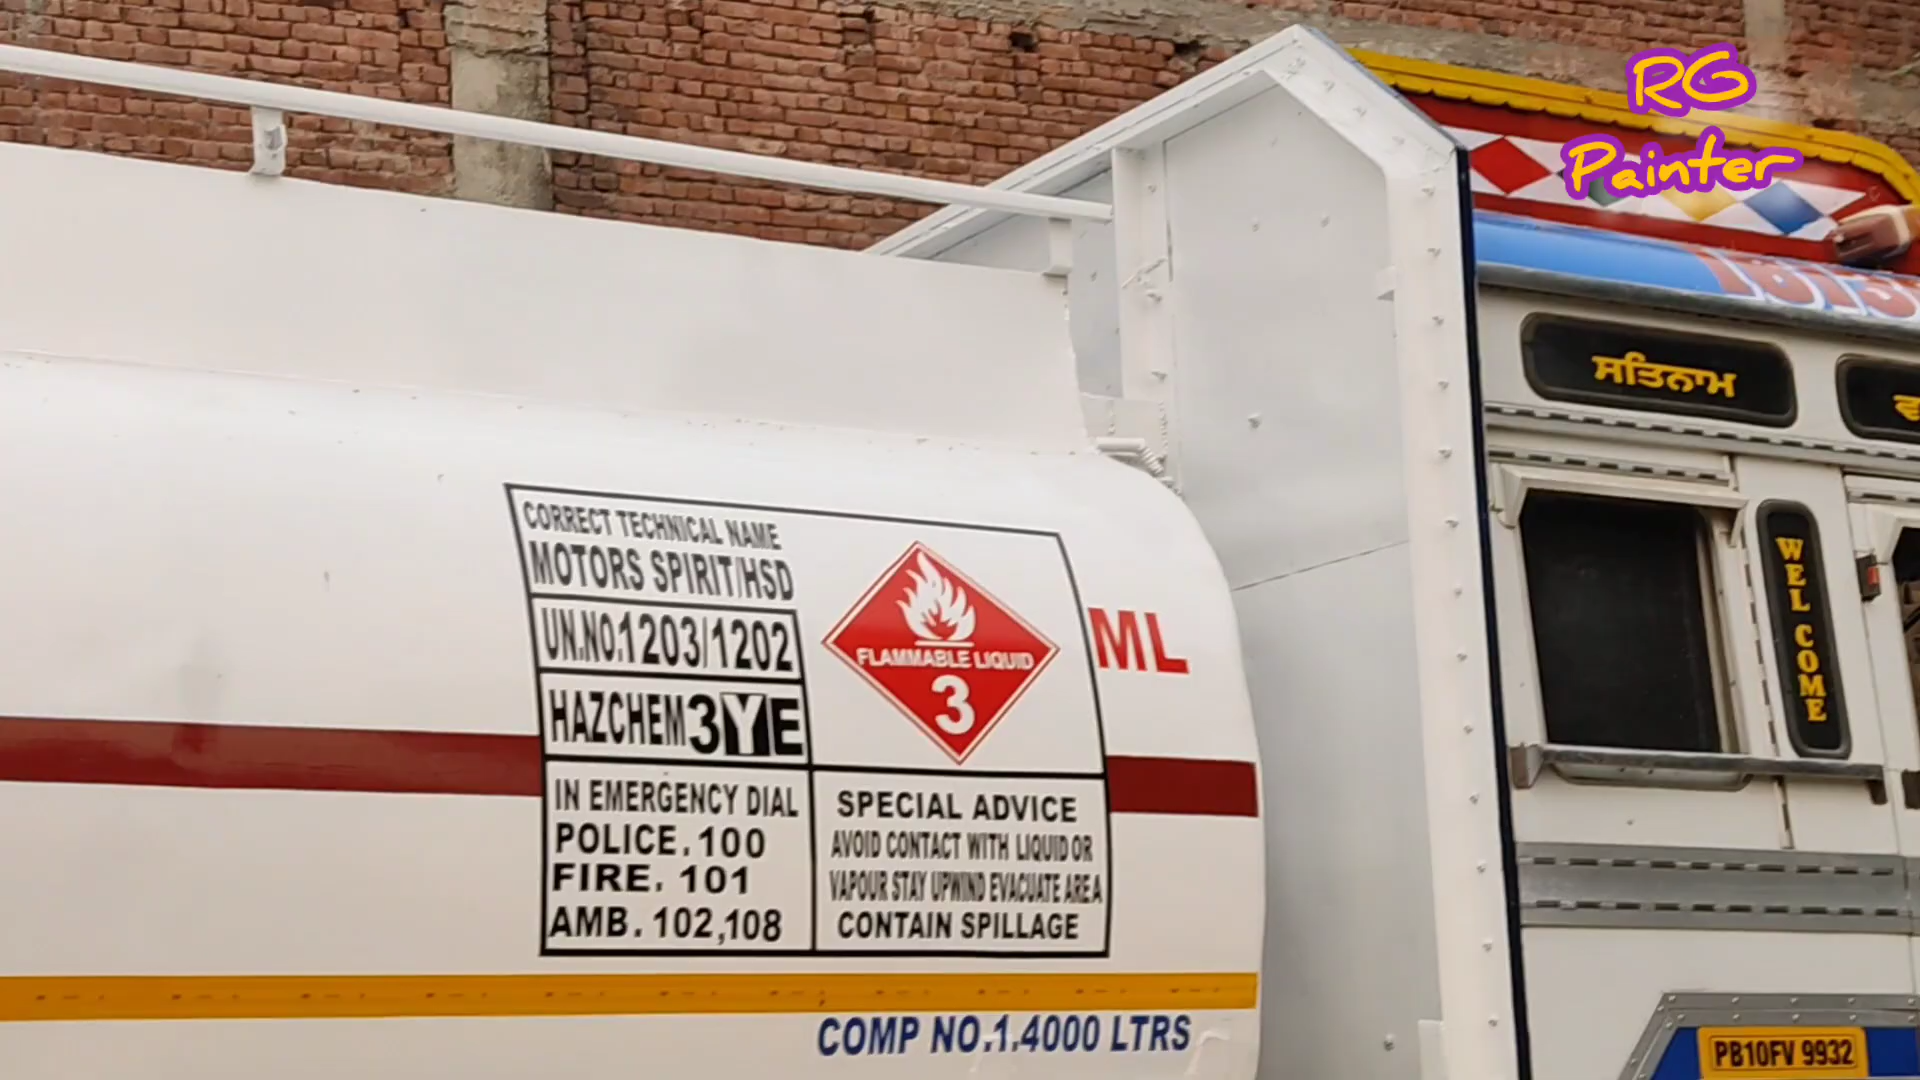 RG
Painter
ਸਤਿਨਾਮ
WEL COME
CORRECT TECHNICAL NAME
MOTORS SPIRIT/HSD
UN.NO.1203/1202
HAZCHEM 3YE
FLAMMABLE LIQUID
3
ML
IN EMERGENCY DIAL
POLICE. 100
FIRE. 101
AMB. 102,108
SPECIAL ADVICE
AVOID CONTACT WITH LIQUID OR
VAPOUR STAY UPWIND EVACUATE AREA
CONTAIN SPILLAGE
COMP NO.1.4000 LTRS
PB10FV 9932